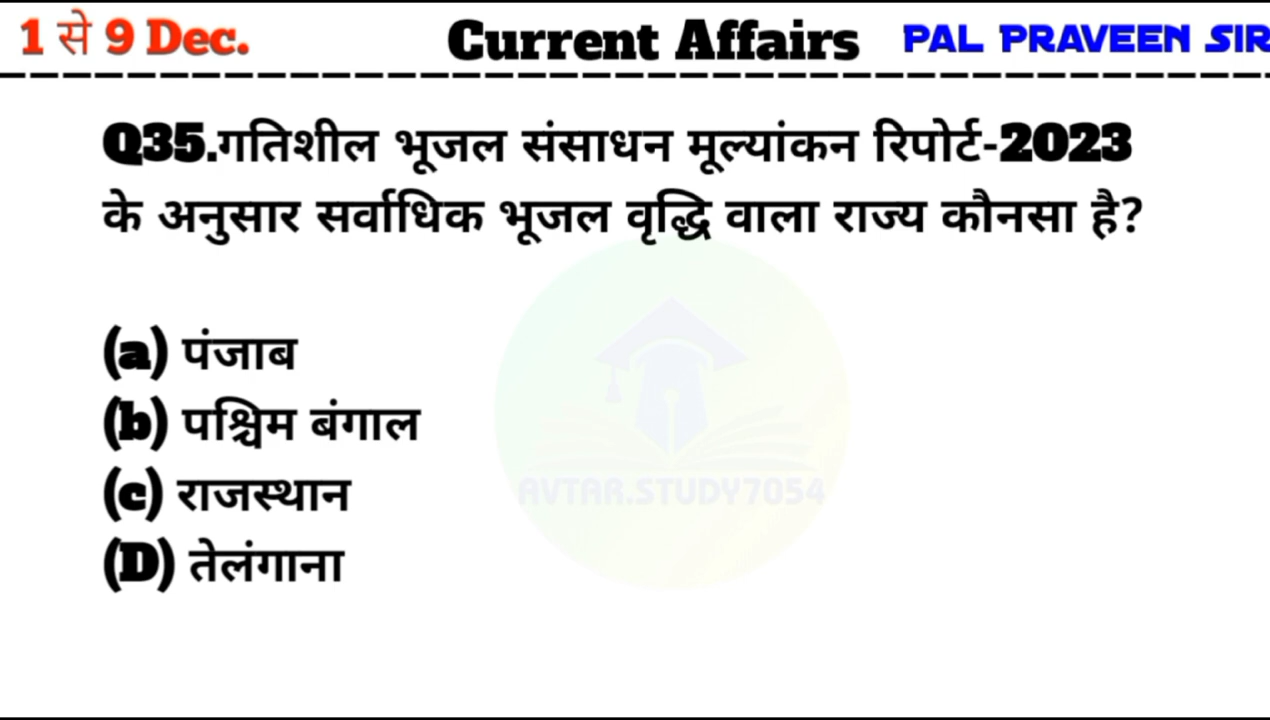 1 से 9 Dec. Current Affairs PAL PRAVEEN SIR
Q35.गतिशील भूजल संसाधन मूल्यांकन रिपोर्ट-2023
के अनुसार सर्वाधिक भूजल वृद्धि वाला राज्य कौनसा है?
(a) पंजाब
(b) पश्चिम बंगाल
(c) राजस्थान
(D) तेलंगाना
AVTAR.STUDY7054